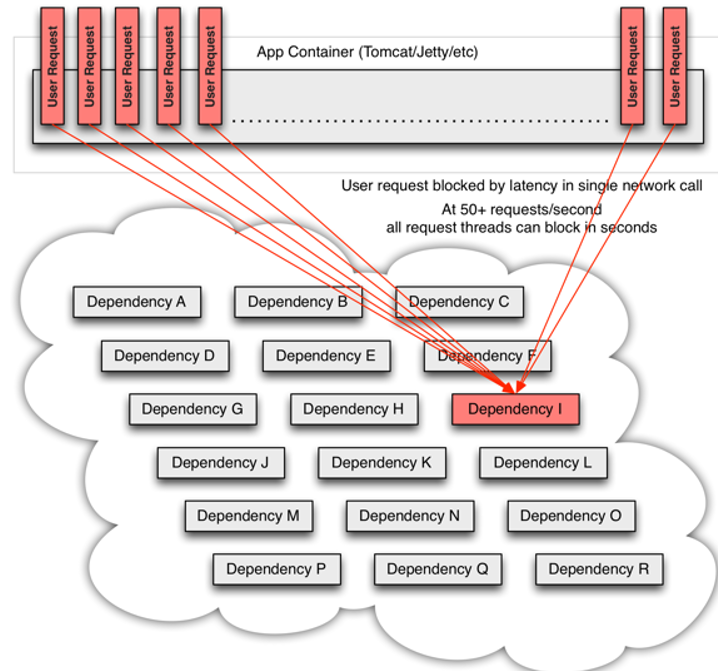 User Request
User Request
User Request
User Request
User Request
User Request
User Request
App Container (Tomcat/Jetty/etc)
User request blocked by latency in single network call
At 50+ requests/second
all request threads can block in seconds
Dependency A
Dependency B
Dependency C
Dependency D
Dependency E
Dependency F
Dependency G
Dependency H
Dependency I
Dependency J
Dependency K
Dependency L
Dependency M
Dependency N
Dependency O
Dependency P
Dependency Q
Dependency R